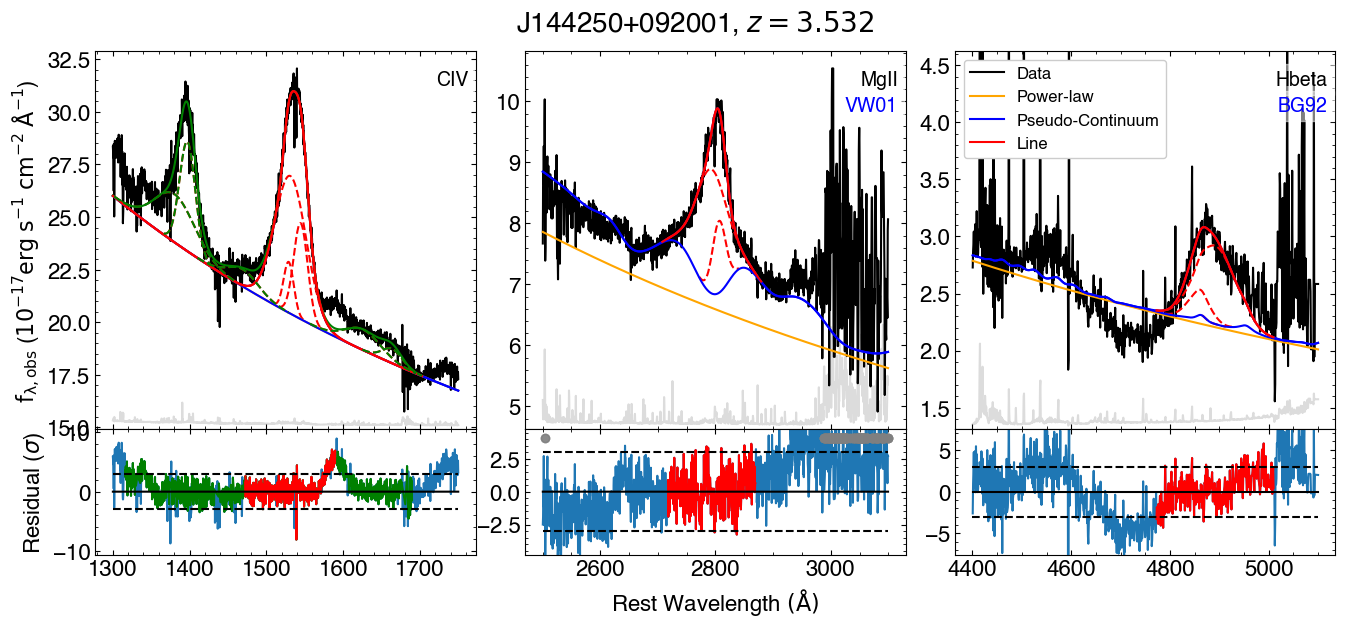 J144250+092001, z = 3.532
f_λ,obs (10⁻¹⁷erg s⁻¹ cm⁻² Å⁻¹)
32.5
30.0
27.5
25.0
22.5
20.0
17.5
15.0
CIV
10
9
8
7
6
5
MgII
VW01
4.5
4.0
3.5
3.0
2.5
2.0
1.5
Data
Power-law
Pseudo-Continuum
Line
Hbeta
BG92
Residual (σ)
10
0
−10
1300 1400 1500 1600 1700
2.5
0.0
−2.5
2600 2800 3000
5
0
−5
4400 4600 4800 5000
Rest Wavelength (Å)